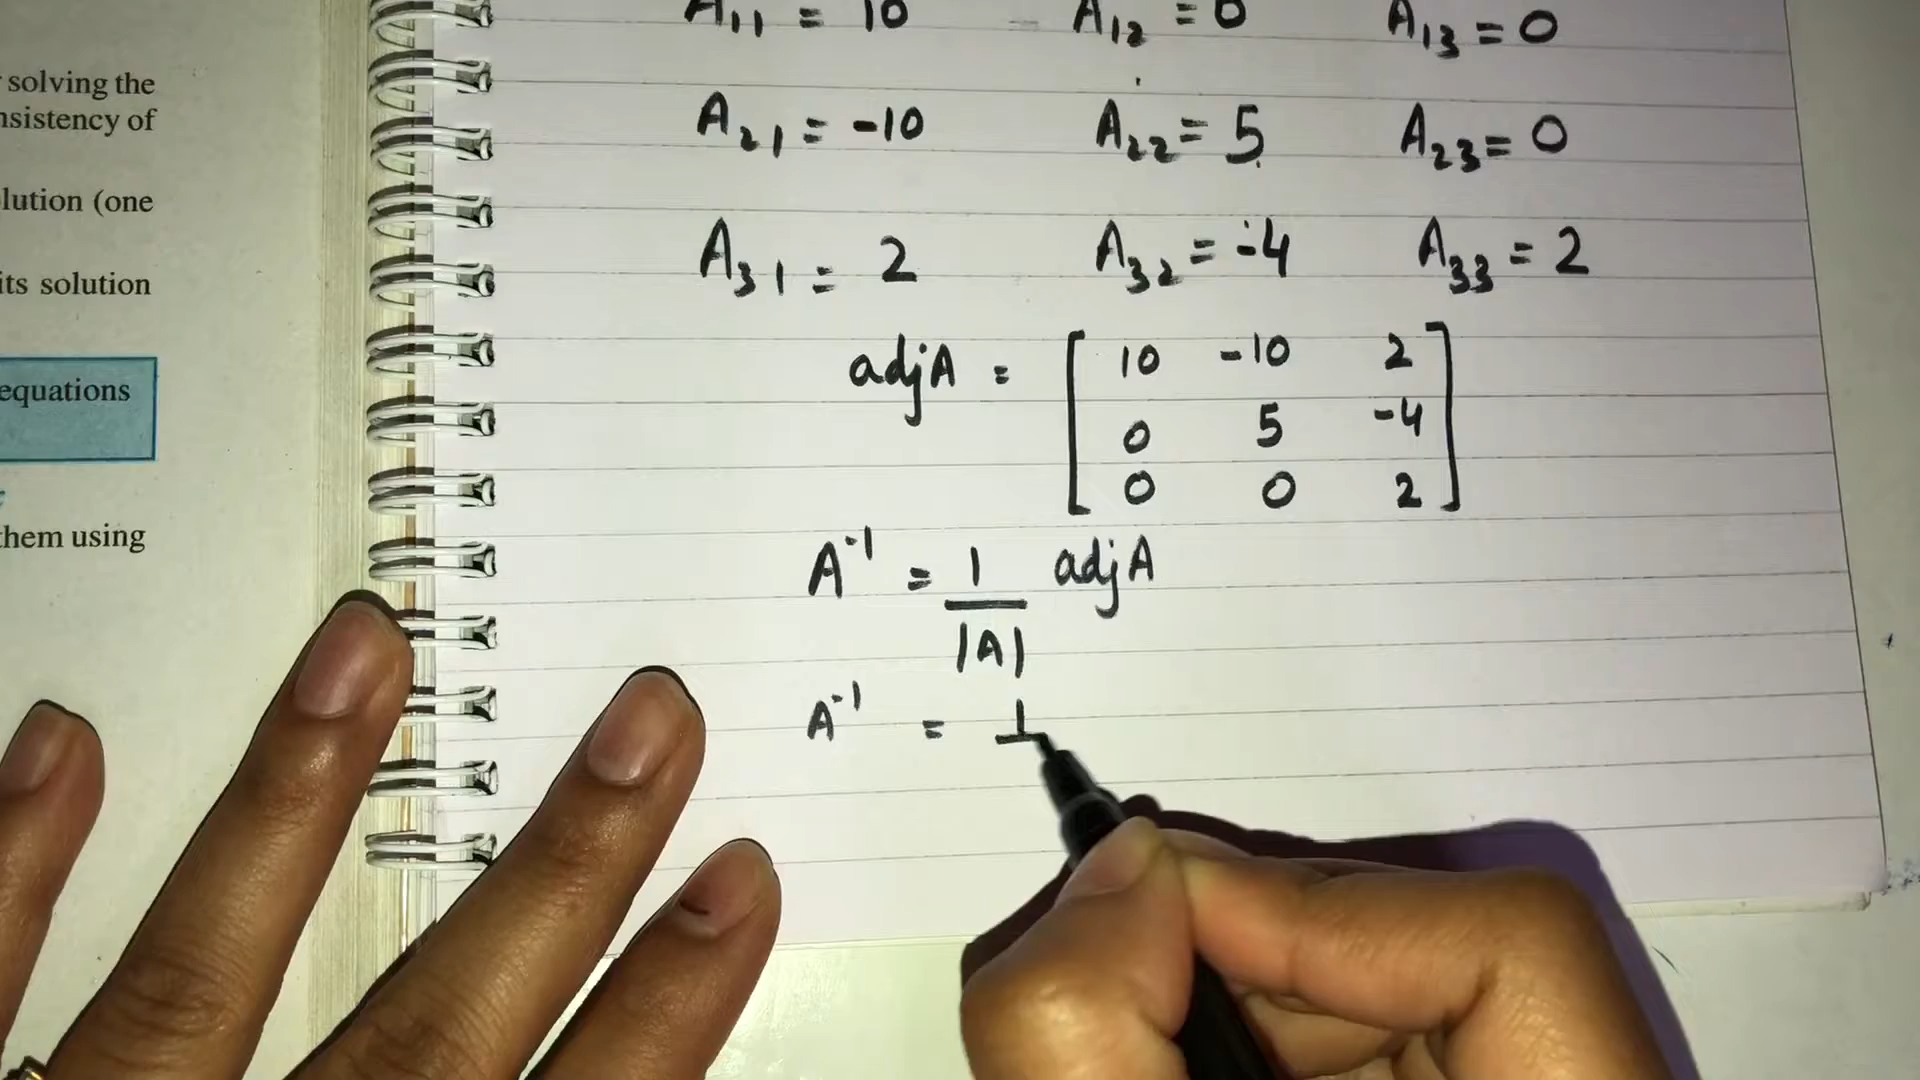 solving the
nsistency of
lution (one
its solution
equations
them using
A11 = 10 A12 = 0 A13 = 0
A21 = -10 A22 = 5 A23 = 0
A31 = 2 A32 = -4 A33 = 2
adjA = [ 10 -10 2
0 5 -4
0 0 2 ]
A^-1 = 1 adjA
|A|
A^-1 = 1